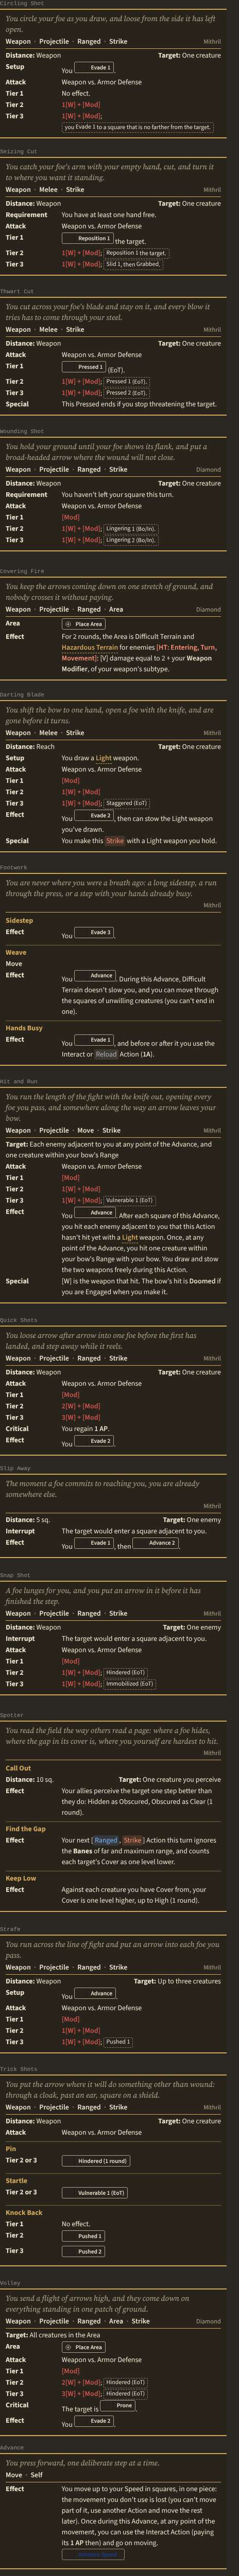 Circling Shot
You circle your foe as you draw, and loose from the side it has left
open.
Weapon · Projectile · Ranged · Strike Mithril
Distance: Weapon Target: One creature
Setup You Evade 1.
Attack Weapon vs. Armor Defense
Tier 1 No effect.
Tier 2 1[W] + [Mod]
Tier 3 1[W] + [Mod];
you Evade 1 to a square that is no farther from the target.
Seizing Cut
You catch your foe's arm with your empty hand, cut, and turn it
to where you want it standing.
Weapon · Melee · Strike Mithril
Distance: Weapon Target: One creature
Requirement You have at least one hand free.
Attack Weapon vs. Armor Defense
Tier 1 Reposition 1 the target.
Tier 2 1[W] + [Mod]; Reposition 1 the target.
Tier 3 1[W] + [Mod]; Slid 1, then Grabbed.
Thwart Cut
You cut across your foe's blade and stay on it, and every blow it
tries has to come through your steel.
Weapon · Melee · Strike Mithril
Distance: Weapon Target: One creature
Attack Weapon vs. Armor Defense
Tier 1 Pressed 1 (EoT).
Tier 2 1[W] + [Mod]; Pressed 1 (EoT).
Tier 3 1[W] + [Mod]; Pressed 2 (EoT).
Special This Pressed ends if you stop threatening the target.
Wounding Shot
You hold your ground until your foe shows its flank, and put a
broad-headed arrow where the wound will not close.
Weapon · Projectile · Ranged · Strike Diamond
Distance: Weapon Target: One creature
Requirement You haven't left your square this turn.
Attack Weapon vs. Armor Defense
Tier 1 [Mod]
Tier 2 1[W] + [Mod]; Lingering 1 (Bo/In).
Tier 3 1[W] + [Mod]; Lingering 2 (Bo/In).
Covering Fire
You keep the arrows coming down on one stretch of ground, and
nobody crosses it without paying.
Weapon · Projectile · Ranged · Area Diamond
Area Place Area
Effect For 2 rounds, the Area is Difficult Terrain and
Hazardous Terrain for enemies [HT: Entering, Turn,
Movement]: [V] damage equal to 2 + your Weapon
Modifier, of your weapon's subtype.
Darting Blade
You shift the bow to one hand, open a foe with the knife, and are
gone before it turns.
Weapon · Melee · Strike Mithril
Distance: Reach Target: One creature
Setup You draw a Light weapon.
Attack Weapon vs. Armor Defense
Tier 1 [Mod]
Tier 2 1[W] + [Mod]
Tier 3 1[W] + [Mod]; Staggered (EoT)
Effect You Evade 2, then can stow the Light weapon
you've drawn.
Special You make this Strike with a Light weapon you hold.
Footwork
You are never where you were a breath ago: a long sidestep, a run
through the press, or a step with your hands already busy.
Mithril
Sidestep
Effect You Evade 3.
Weave
Move
Effect You Advance. During this Advance, Difficult
Terrain doesn't slow you, and you can move through
the squares of unwilling creatures (you can't end in
one).
Hands Busy
Effect You Evade 1, and before or after it you use the
Interact or Reload Action (1A).
Hit and Run
You run the length of the fight with the knife out, opening every
foe you pass, and somewhere along the way an arrow leaves your
bow.
Weapon · Projectile · Move · Strike Mithril
Target: Each enemy adjacent to you at any point of the Advance, and
one creature within your bow's Range
Attack Weapon vs. Armor Defense
Tier 1 [Mod]
Tier 2 1[W] + [Mod]
Tier 3 1[W] + [Mod]; Vulnerable 1 (EoT)
Effect You Advance. After each square of this Advance,
you hit each enemy adjacent to you that this Action
hasn't hit yet with a Light weapon. Once, at any
point of the Advance, you hit one creature within
your bow's Range with your bow. You draw and stow
the two weapons freely during this Action.
Special [W] is the weapon that hit. The bow's hit is Doomed if
you are Engaged when you make it.
Quick Shots
You loose arrow after arrow into one foe before the first has
landed, and step away while it reels.
Weapon · Projectile · Ranged · Strike Mithril
Distance: Weapon Target: One creature
Attack Weapon vs. Armor Defense
Tier 1 [Mod]
Tier 2 2[W] + [Mod]
Tier 3 3[W] + [Mod]
Critical You regain 1 AP.
Effect You Evade 2.
Slip Away
The moment a foe commits to reaching you, you are already
somewhere else.
Mithril
Distance: 5 sq. Target: One enemy
Interrupt The target would enter a square adjacent to you.
Effect You Evade 1, then Advance 2.
Snap Shot
A foe lunges for you, and you put an arrow in it before it has
finished the step.
Weapon · Projectile · Ranged · Strike Mithril
Distance: Weapon Target: One enemy
Interrupt The target would enter a square adjacent to you.
Attack Weapon vs. Armor Defense
Tier 1 [Mod]
Tier 2 1[W] + [Mod]; Hindered (EoT)
Tier 3 1[W] + [Mod]; Immobilized (EoT)
Spotter
You read the field the way others read a page: where a foe hides,
where the gap in its cover is, where you yourself are hardest to hit.
Mithril
Call Out
Distance: 10 sq. Target: One creature you perceive
Effect Your allies perceive the target one step better than
they do: Hidden as Obscured, Obscured as Clear (1
round).
Find the Gap
Effect Your next [Ranged, Strike] Action this turn ignores
the Banes of far and maximum range, and counts
each target's Cover as one level lower.
Keep Low
Effect Against each creature you have Cover from, your
Cover is one level higher, up to High (1 round).
Strafe
You run across the line of fight and put an arrow into each foe you
pass.
Weapon · Projectile · Ranged · Strike Mithril
Distance: Weapon Target: Up to three creatures
Setup You Advance.
Attack Weapon vs. Armor Defense
Tier 1 [Mod]
Tier 2 1[W] + [Mod]
Tier 3 1[W] + [Mod]; Pushed 1
Trick Shots
You put the arrow where it will do something other than wound:
through a cloak, past an ear, square on a shield.
Weapon · Projectile · Ranged · Strike Mithril
Distance: Weapon Target: One creature
Attack Weapon vs. Armor Defense
Pin
Tier 2 or 3 Hindered (1 round)
Startle
Tier 2 or 3 Vulnerable 1 (EoT)
Knock Back
Tier 1 No effect.
Tier 2 Pushed 1
Tier 3 Pushed 2
Volley
You send a flight of arrows high, and they come down on
everything standing in one patch of ground.
Weapon · Projectile · Ranged · Area · Strike Diamond
Target: All creatures in the Area
Area Place Area
Attack Weapon vs. Armor Defense
Tier 1 [Mod]
Tier 2 2[W] + [Mod]; Hindered (EoT)
Tier 3 3[W] + [Mod]; Hindered (EoT)
Critical The target is Prone.
Effect You Evade 2.
Advance
You press forward, one deliberate step at a time.
Move · Self
Effect You move up to your Speed in squares, in one piece:
the movement you don't use is lost (you can't move
part of it, use another Action and move the rest
later). Once during this Advance, at any point of the
movement, you can use the Interact Action (paying
its 1 AP then) and go on moving.
Advance Speed